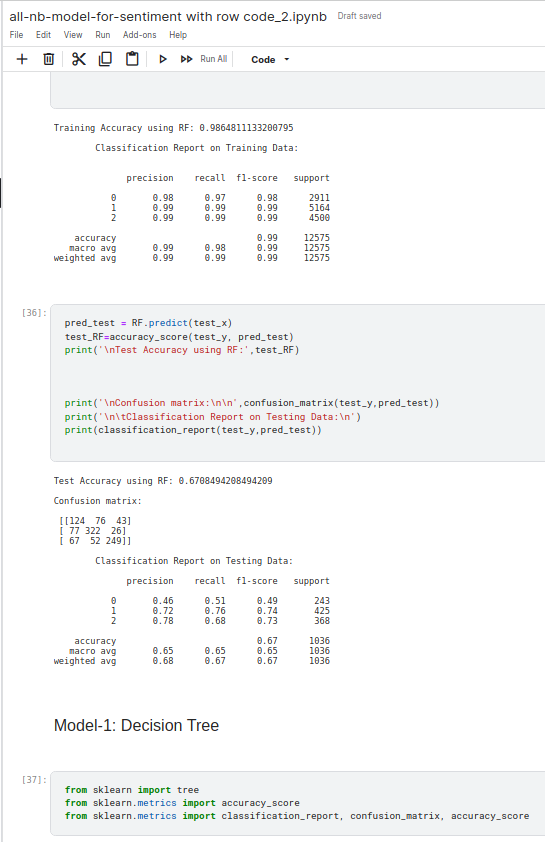 all-nb-model-for-sentiment with row code_2.ipynb Draft saved
File Edit View Run Add-ons Help
Run All Code
Training Accuracy using RF: 0.9864811133200795
Classification Report on Training Data:
precision recall f1-score support
0 0.98 0.97 0.98 2911
1 0.99 0.99 0.99 5164
2 0.99 0.99 0.99 4500
accuracy 0.99 12575
macro avg 0.99 0.98 0.99 12575
weighted avg 0.99 0.99 0.99 12575
[36]:
pred_test = RF.predict(test_x)
test_RF=accuracy_score(test_y, pred_test)
print('\nTest Accuracy using RF:',test_RF)
print('\nConfusion matrix:\n\n',confusion_matrix(test_y,pred_test))
print('\n\tClassification Report on Testing Data:\n')
print(classification_report(test_y,pred_test))
Test Accuracy using RF: 0.6708494208494209
Confusion matrix:
[[124 76 43]
[ 77 322 26]
[ 67 52 249]]
Classification Report on Testing Data:
precision recall f1-score support
0 0.46 0.51 0.49 243
1 0.72 0.76 0.74 425
2 0.78 0.68 0.73 368
accuracy 0.67 1036
macro avg 0.65 0.65 0.65 1036
weighted avg 0.68 0.67 0.67 1036
Model-1: Decision Tree
[37]:
from sklearn import tree
from sklearn.metrics import accuracy_score
from sklearn.metrics import classification_report, confusion_matrix, accuracy_score